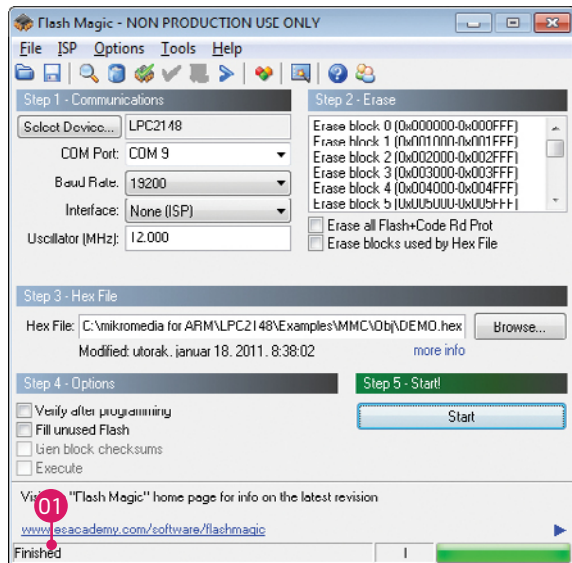 Flash Magic - NON PRODUCTION USE ONLY
File ISP Options Tools Help
Step 1 - Communications
Select Device... LPC2148
COM Port: COM 9
Baud Rate: 19200
Interface: None (ISP)
Oscillator (MHz): 12.000
Step 2 - Erase
Erase block 0 (0x000000-0x000FFF)
Erase block 1 (0x001000-0x001FFF)
Erase block 2 (0x002000-0x002FFF)
Erase block 3 (0x003000-0x003FFF)
Erase block 4 (0x004000-0x004FFF)
Erase block 5 (0x005000-0x005FFF)
Erase all Flash+Code Rd Prot
Erase blocks used by Hex File
Step 3 - Hex File
Hex File: C:\mikromedia for ARM\LPC2148\Examples\MMC\Obj\DEMO.hex Browse...
Modified: utorak, januar 18. 2011. 8:38:02 more info
Step 4 - Options
Verify after programming
Fill unused Flash
Gen block checksums
Execute
Step 5 - Start!
Start
"Flash Magic" home page for info on the latest revision
01
www.esacademy.com/software/flashmagic
Finished